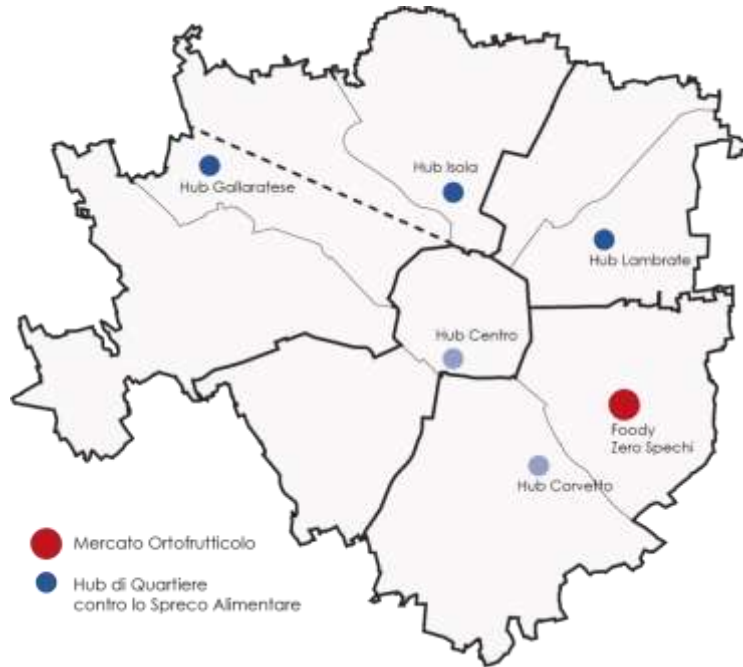 Hub Isola
Hub Gallaratese
Hub Lambrate
Hub Centro
Foody
Zero Spechi
Hub Corvetto
Mercato Ortofrutticolo
Hub di Quartiere
contro lo Spreco Alimentare